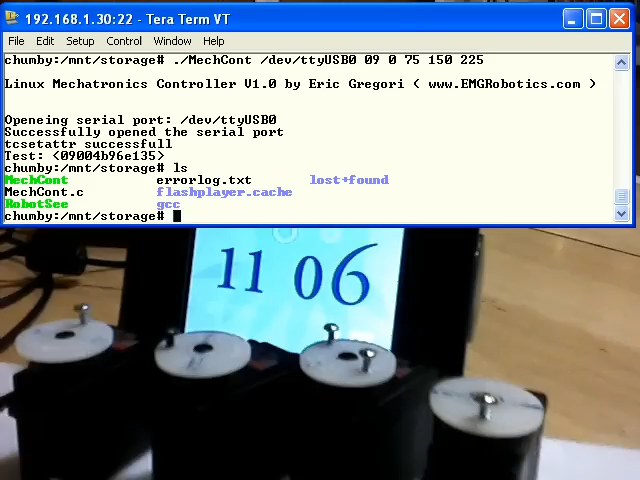 192.168.1.30:22 - Tera Term VT
File Edit Setup Control Window Help
chumby:/mnt/storage# ./MechCont /dev/ttyUSB0 09 0 75 150 225
Linux Mechatronics Controller V1.0 by Eric Gregori ( www.EMGRobotics.com )
Openeing serial port: /dev/ttyUSB0
Successfully opened the serial port
tcsetattr successfull
Test: <09004b96e135>
chumby:/mnt/storage# ls
MechCont errorlog.txt lost+found
MechCont.c flashplayer.cache
RobotSee gcc
chumby:/mnt/storage#
11 06